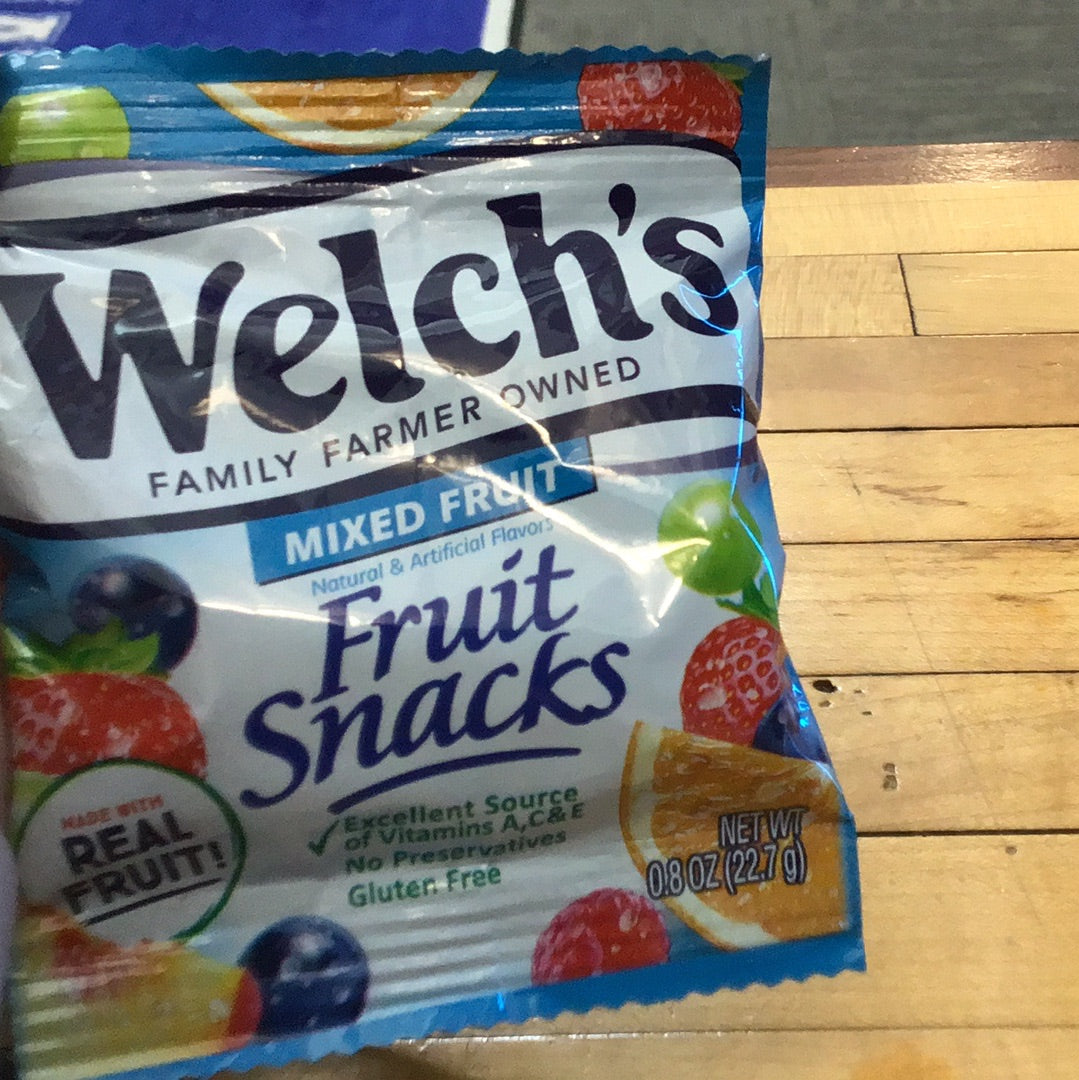 Welch's
FAMILY FARMER OWNED
MIXED FRUIT
Natural & Artificial Flavors
Fruit
Snacks
MADE WITH
REAL
FRUIT!
Excellent Source
of Vitamins A,C&E
No Preservatives
Gluten Free
NET WT
0.8 OZ (22.7 g)